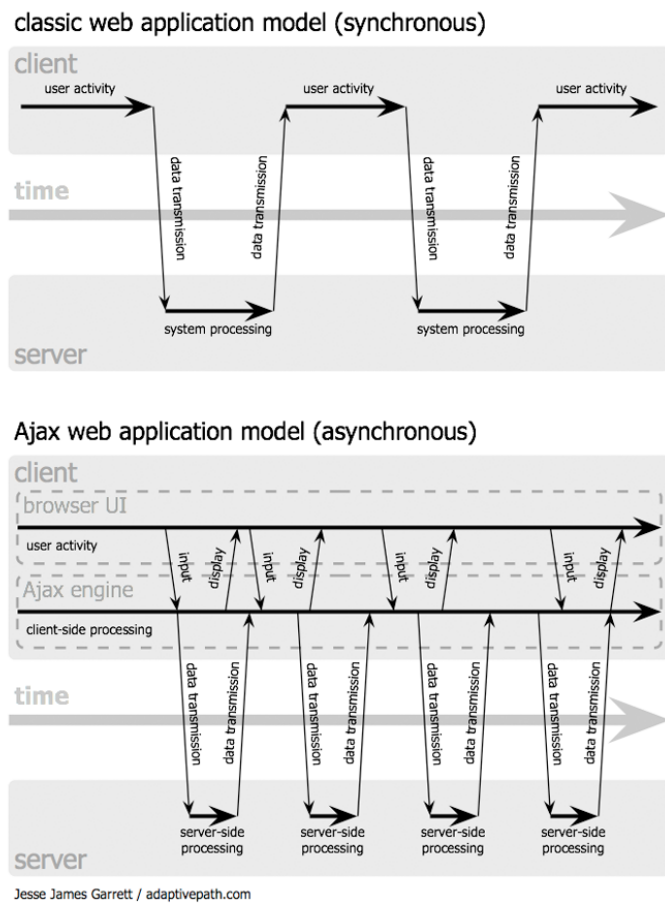 classic web application model (synchronous)
client
user activity
user activity
user activity
data transmission
data transmission
data transmission
data transmission
time
system processing
system processing
server
Ajax web application model (asynchronous)
client
browser UI
user activity
input
display
input
display
input
display
input
display
Ajax engine
client-side processing
data transmission
data transmission
data transmission
data transmission
data transmission
data transmission
data transmission
data transmission
time
server-side
processing
server-side
processing
server-side
processing
server-side
processing
server
Jesse James Garrett / adaptivepath.com